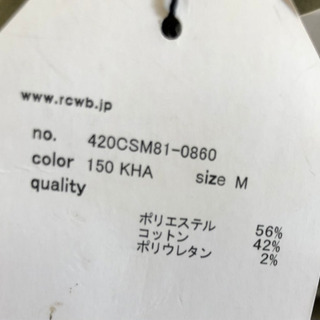 www.rcwb.jp
no. 420CSM81-0860
color 150 KHA size M
quality
ポリエステル 56%
コットン 42%
ポリウレタン 2%